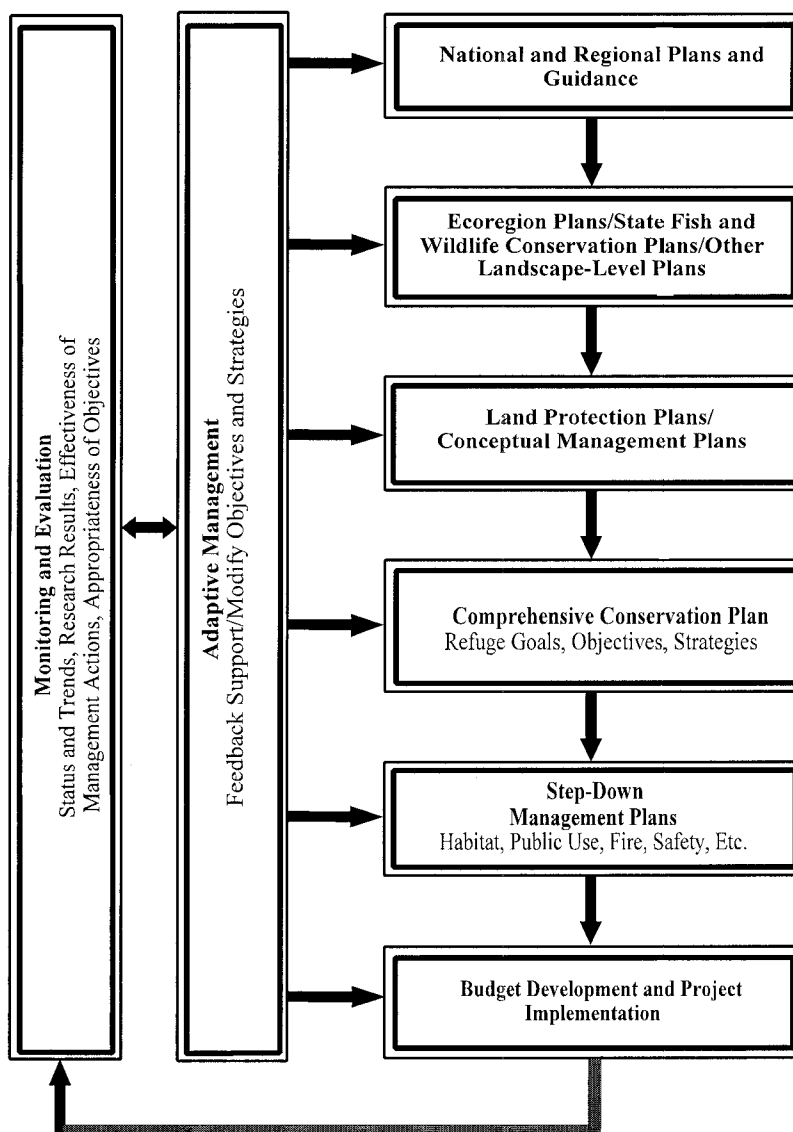 Monitoring and Evaluation
Status and Trends, Research Results, Effectiveness of
Management Actions, Appropriateness of Objectives
Adaptive Management
Feedback Support/Modify Objectives and Strategies
National and Regional Plans and
Guidance
Ecoregion Plans/State Fish and
Wildlife Conservation Plans/Other
Landscape-Level Plans
Land Protection Plans/
Conceptual Management Plans
Comprehensive Conservation Plan
Refuge Goals, Objectives, Strategies
Step-Down
Management Plans
Habitat, Public Use, Fire, Safety, Etc.
Budget Development and Project
Implementation